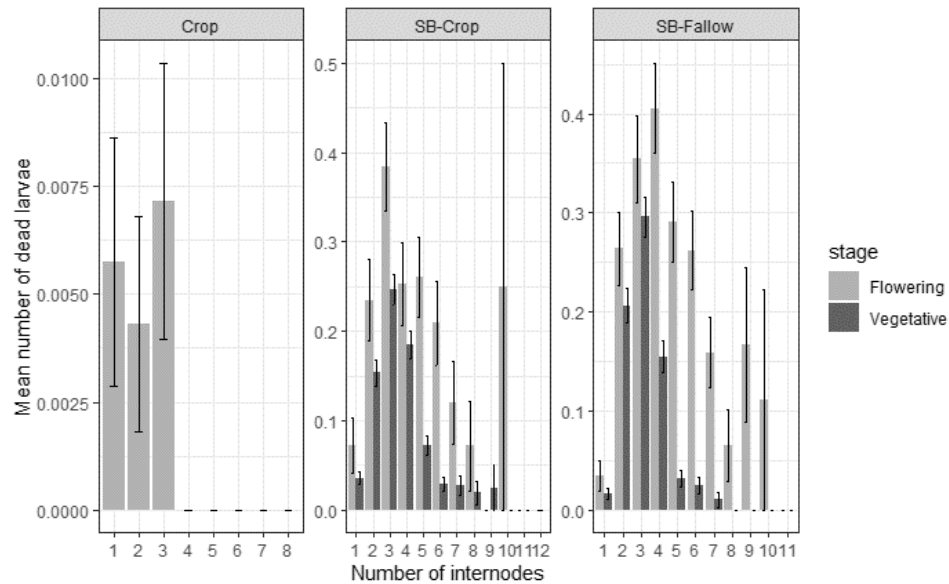 Crop
SB-Crop
SB-Fallow
Mean number of dead larvae
0.0100
0.0075
0.0050
0.0025
0.0000
0.5
0.4
0.3
0.2
0.1
0.0
0.4
0.3
0.2
0.1
0.0
1 2 3 4 5 6 7 8
1 2 3 4 5 6 7 8 9 10 11 12
1 2 3 4 5 6 7 8 9 10 11
Number of internodes
stage
Flowering
Vegetative